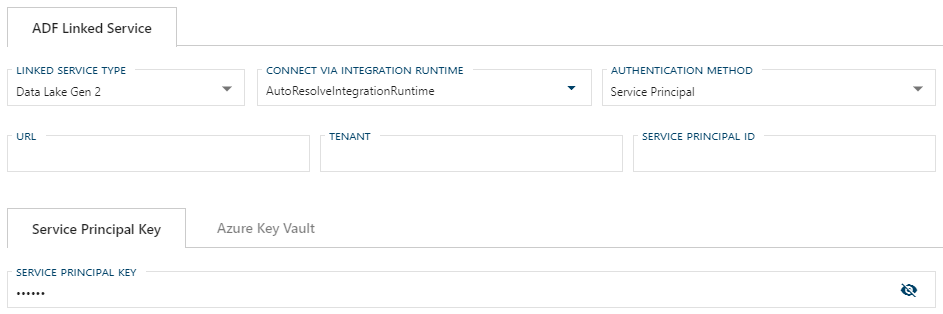 ADF Linked Service
LINKED SERVICE TYPE
Data Lake Gen 2
CONNECT VIA INTEGRATION RUNTIME
AutoResolveIntegrationRuntime
AUTHENTICATION METHOD
Service Principal
URL
TENANT
SERVICE PRINCIPAL ID
Service Principal Key
Azure Key Vault
SERVICE PRINCIPAL KEY
••••••